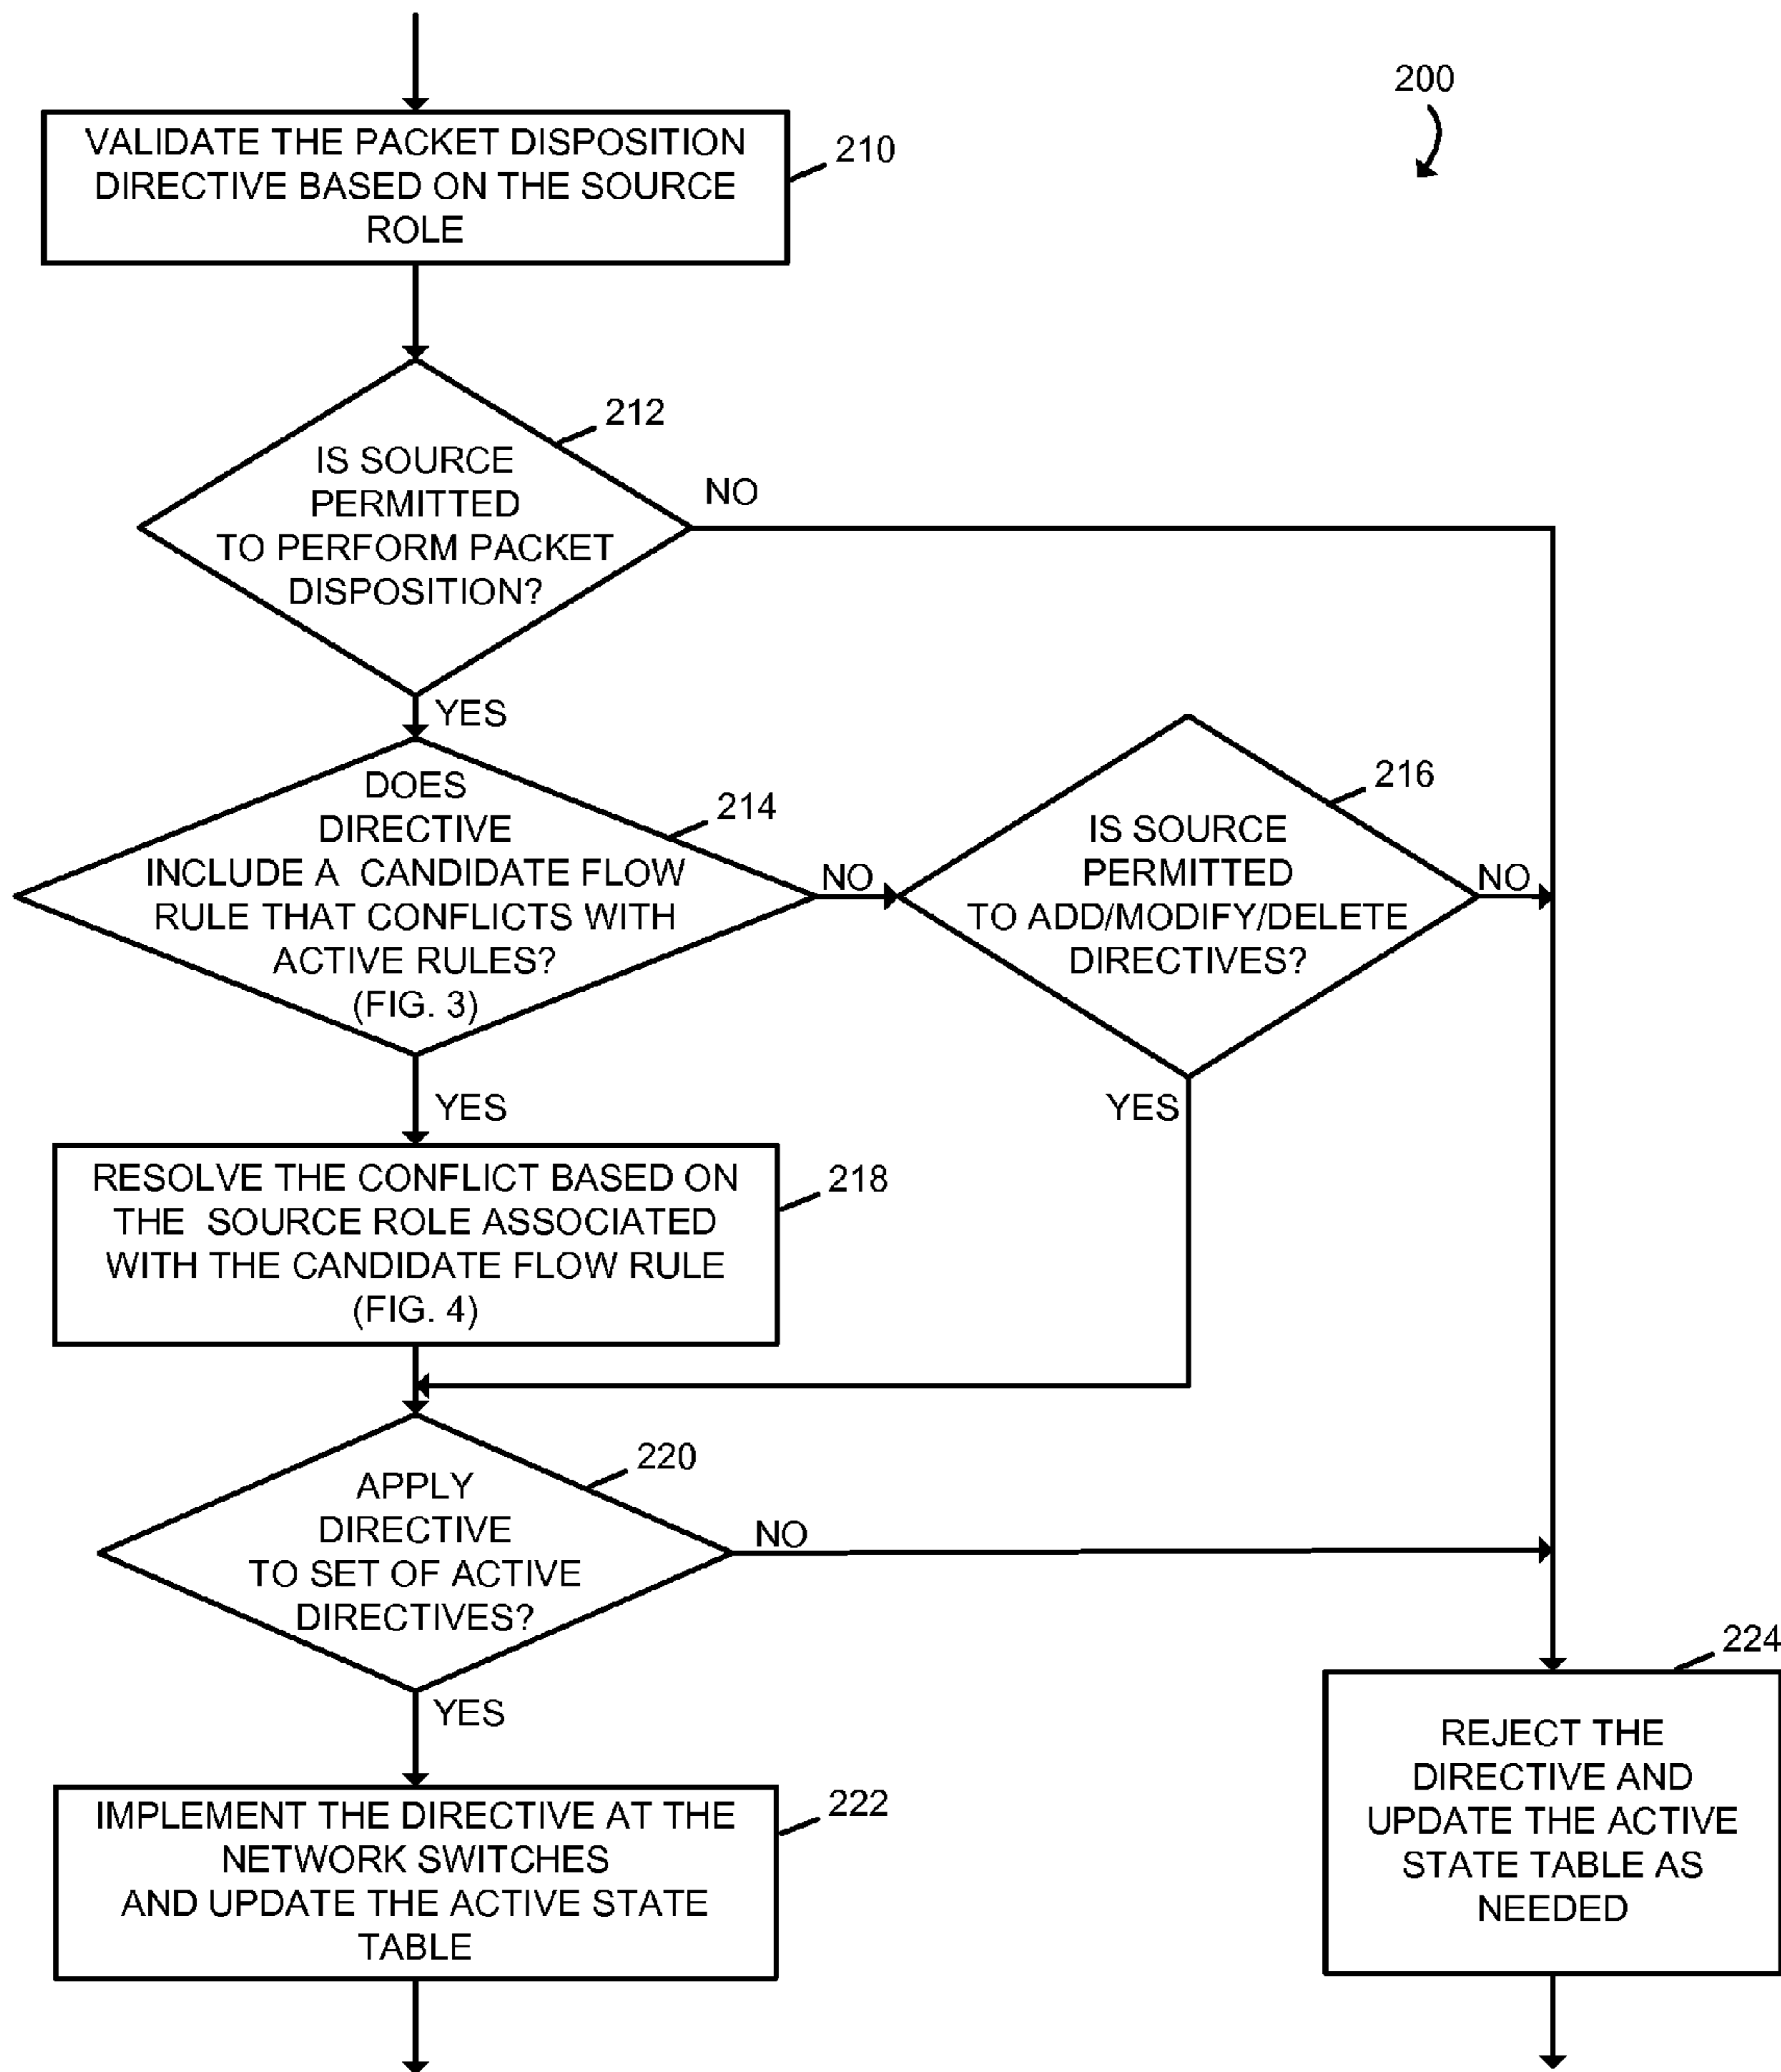 200
VALIDATE THE PACKET DISPOSITION
DIRECTIVE BASED ON THE SOURCE
ROLE
210
212
IS SOURCE
PERMITTED
TO PERFORM PACKET
DISPOSITION?
NO
YES
DOES
DIRECTIVE
INCLUDE A CANDIDATE FLOW
RULE THAT CONFLICTS WITH
ACTIVE RULES?
(FIG. 3)
214
NO
216
IS SOURCE
PERMITTED
TO ADD/MODIFY/DELETE
DIRECTIVES?
NO
YES
YES
RESOLVE THE CONFLICT BASED ON
THE SOURCE ROLE ASSOCIATED
WITH THE CANDIDATE FLOW RULE
(FIG. 4)
218
220
APPLY
DIRECTIVE
TO SET OF ACTIVE
DIRECTIVES?
NO
YES
IMPLEMENT THE DIRECTIVE AT THE
NETWORK SWITCHES
AND UPDATE THE ACTIVE STATE
TABLE
222
224
REJECT THE
DIRECTIVE AND
UPDATE THE ACTIVE
STATE TABLE AS
NEEDED